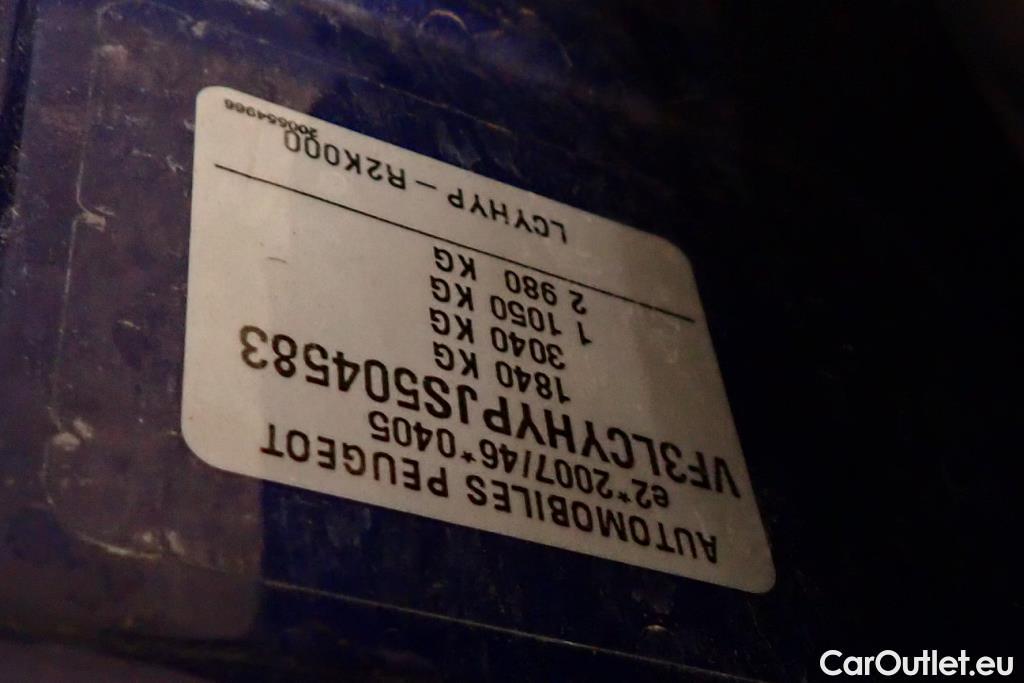 AUTOMOBILES PEUGEOT
e2*2007/46*0405
VF3LCYHYPJS504583
1840 KG
3040 KG
1 1050 KG
2 980 KG
LCYHYP - R2K000
CarOutlet.eu